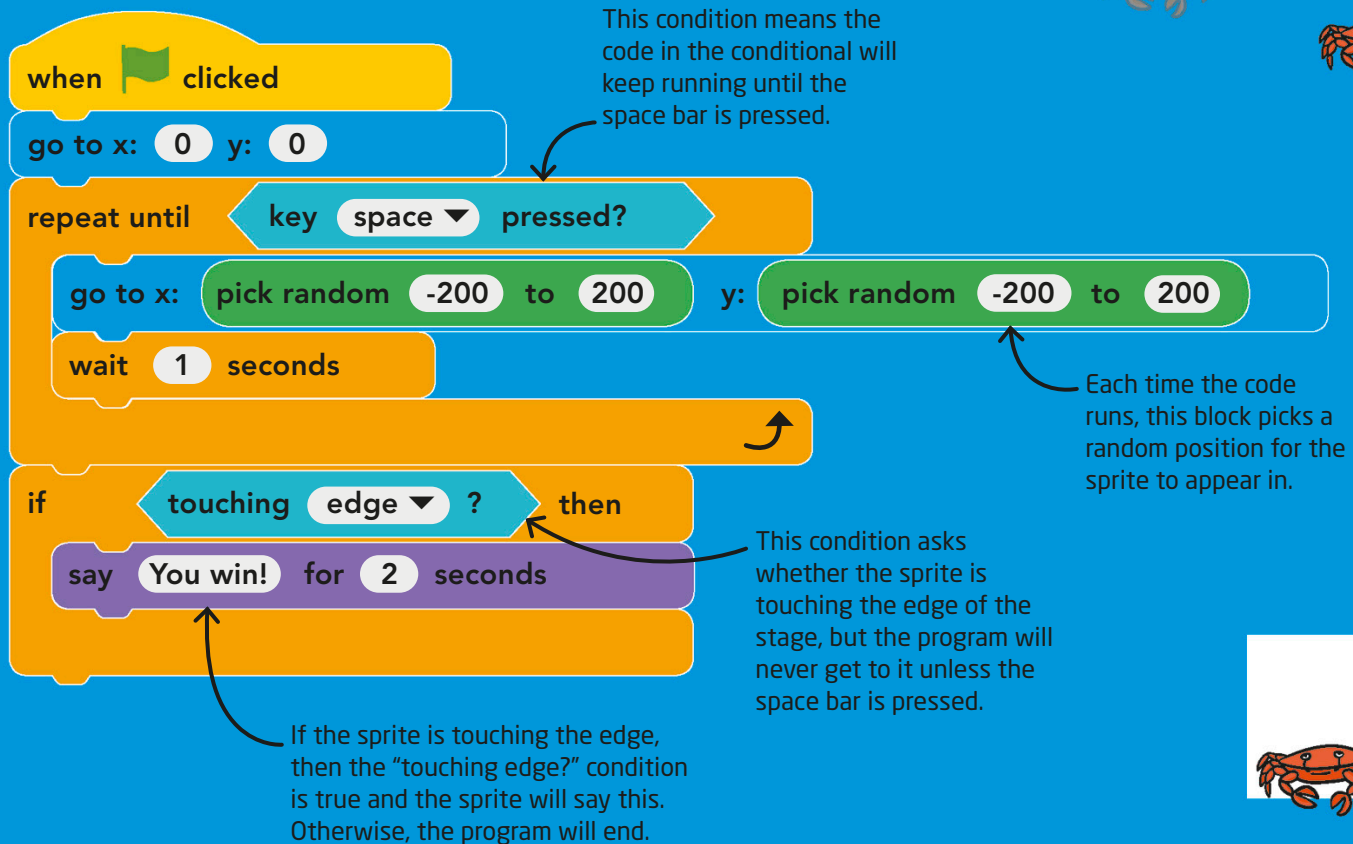 This condition means the
code in the conditional will
keep running until the
space bar is pressed.
when clicked
go to x: 0 y: 0
repeat until key space pressed?
go to x: pick random -200 to 200 y: pick random -200 to 200
wait 1 seconds
Each time the code
runs, this block picks a
random position for the
sprite to appear in.
if touching edge ? then
say You win! for 2 seconds
This condition asks
whether the sprite is
touching the edge of the
stage, but the program will
never get to it unless the
space bar is pressed.
If the sprite is touching the edge,
then the “touching edge?” condition
is true and the sprite will say this.
Otherwise, the program will end.